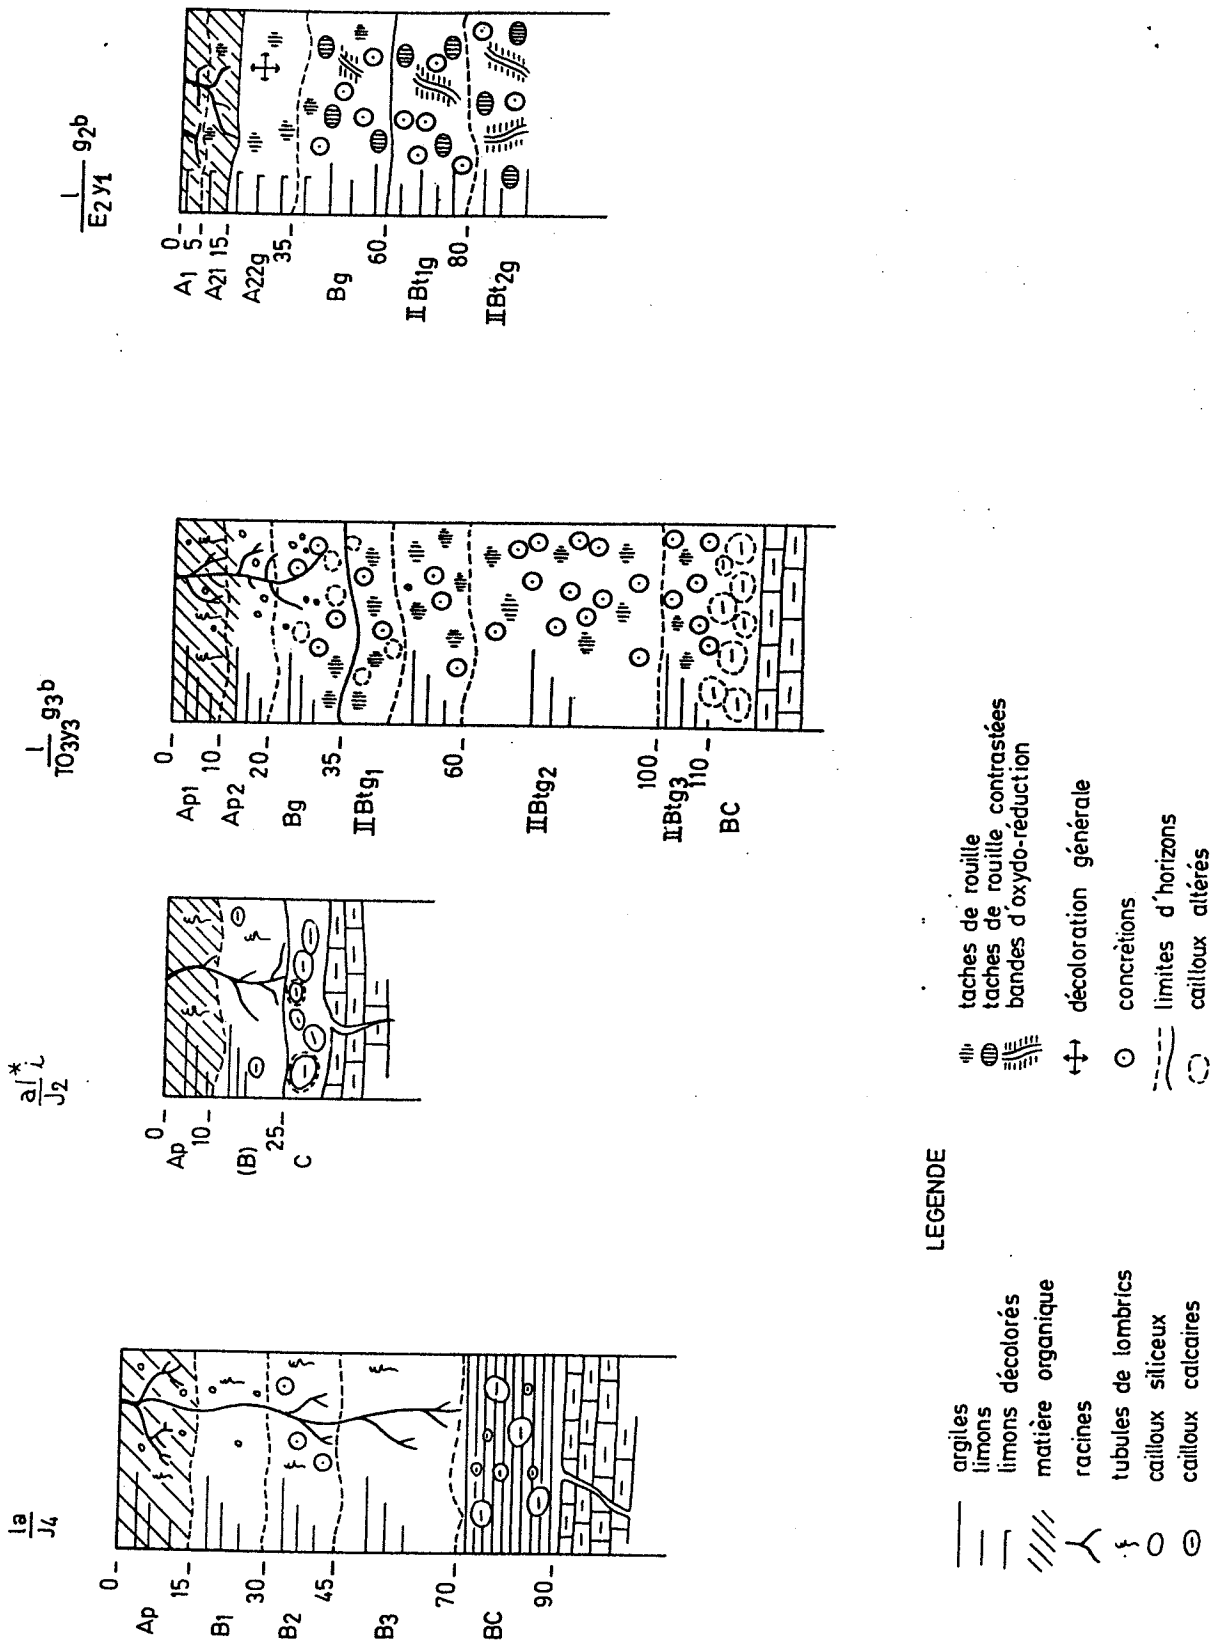 la
J4
0
Ap
15
B1
30
B2
45
B3
70
BC
90
al* i
J2
0
Ap
10
(B)
25
C
l g3b
TO3y3
0
Ap1
10
Ap2
20
Bg
35
II Btg1
60
II Btg2
100
II Btg3
110
BC
l g2b
E2y1
0
A1
5
A21
15
A22g
35
Bg
60
II Bt1g
80
II Bt2g
LEGENDE
argiles
limons
limons décolorés
matière organique
racines
tubules de lombrics
cailloux siliceux
cailloux calcaires
taches de rouille
taches de rouille contrastées
bandes d'oxydo-réduction
décoloration générale
concrètions
limites d'horizons
cailloux altérés